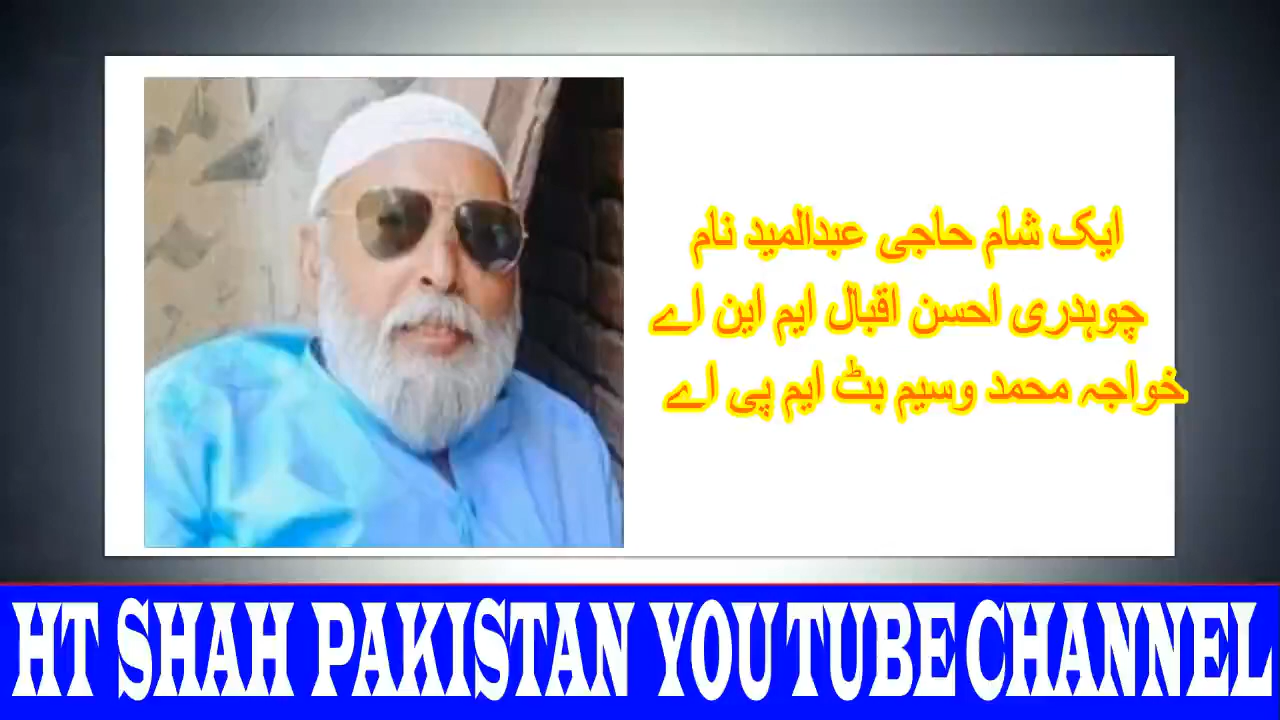 ایک شام حاجی عبدالمید نام
چوہدری احسن اقبال ایم این اے
خواجہ محمد وسیم بٹ ایم پی اے
HT SHAH PAKISTAN YOUTUBE CHANNEL